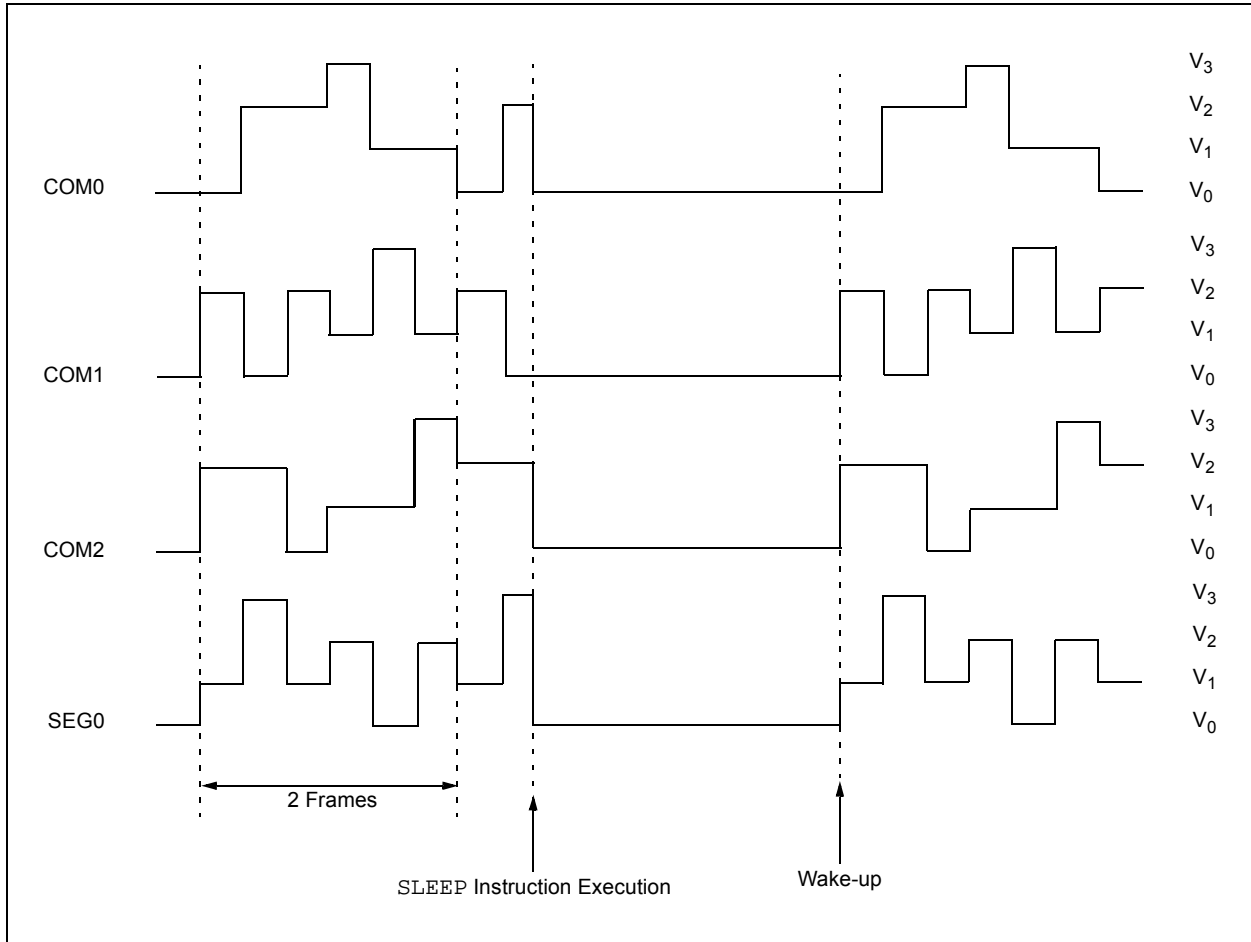 V3
V2
V1
COM0
V0
V3
V2
V1
COM1
V0
V3
V2
V1
COM2
V0
V3
V2
V1
SEG0
V0
2 Frames
SLEEP Instruction Execution
Wake-up